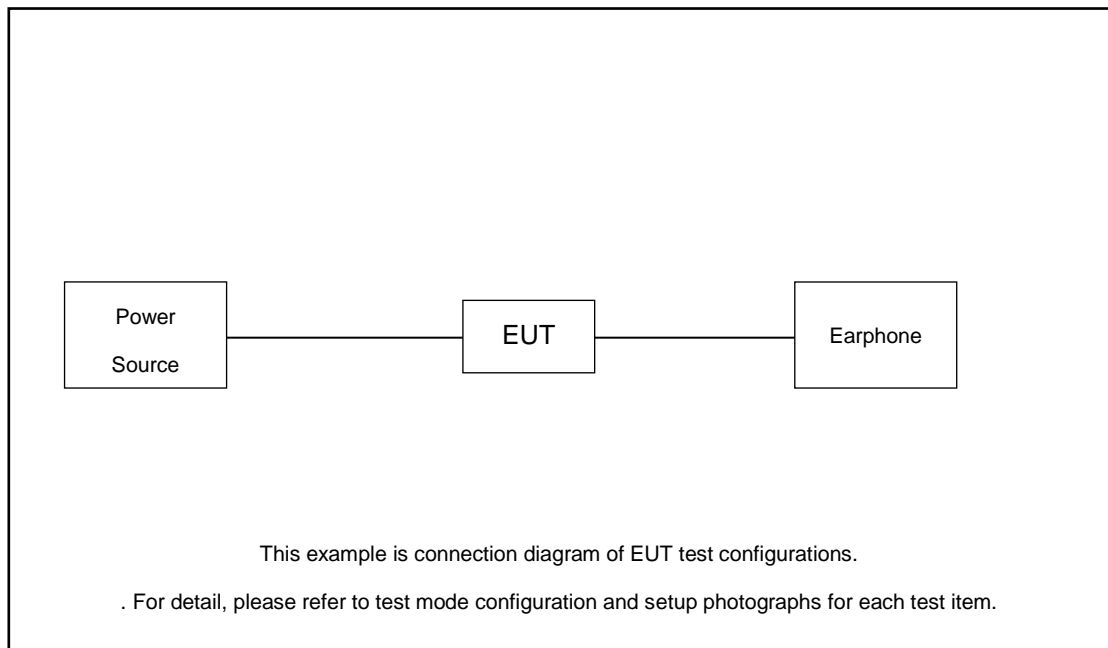 Power
Source
EUT
Earphone
This example is connection diagram of EUT test configurations.
. For detail, please refer to test mode configuration and setup photographs for each test item.